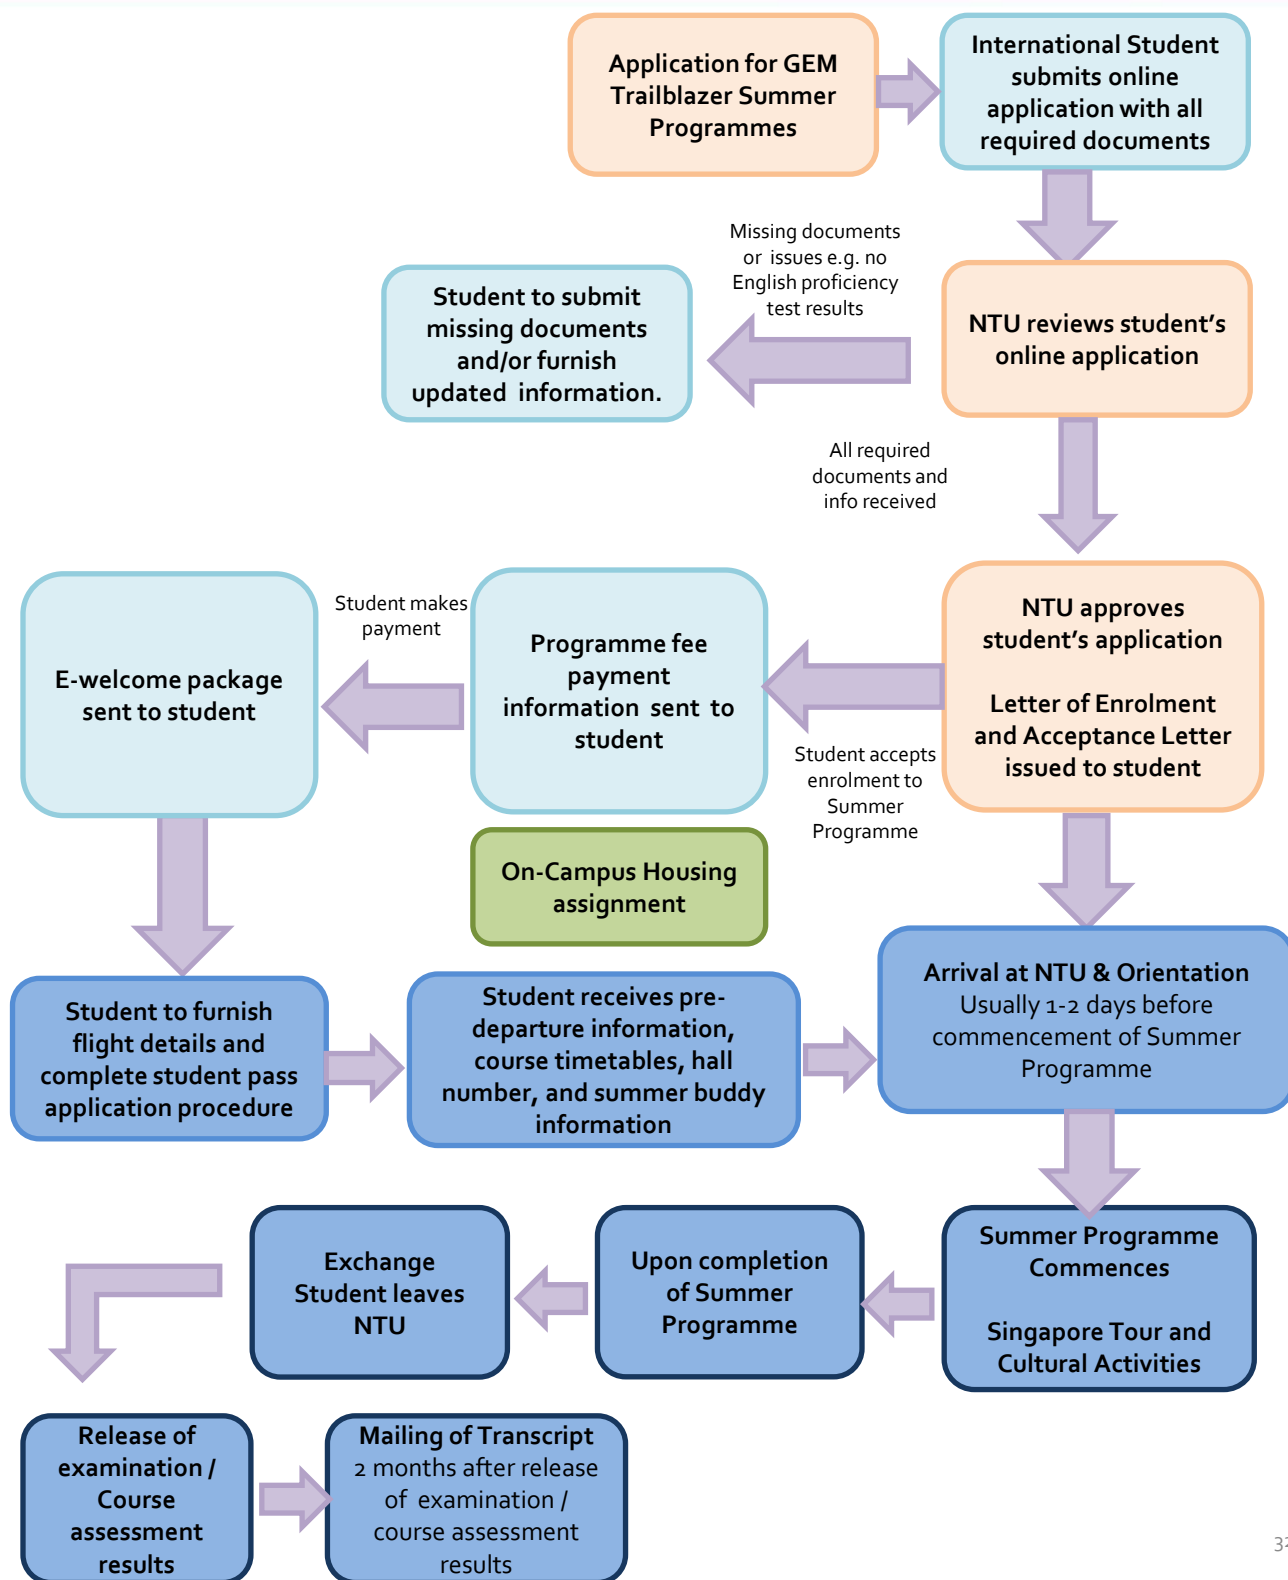 Application for GEM
Trailblazer Summer
Programmes
International Student
submits online
application with all
required documents
Missing documents
or issues e.g. no
English proficiency
test results
Student to submit
missing documents
and/or furnish
updated information.
NTU reviews student's
online application
All required
documents and
info received
NTU approves
student's application
Letter of Enrolment
and Acceptance Letter
issued to student
Student accepts
enrolment to
Summer
Programme
Programme fee
payment
information sent to
student
Student makes
payment
E-welcome package
sent to student
On-Campus Housing
assignment
Student to furnish
flight details and
complete student pass
application procedure
Student receives pre-
departure information,
course timetables, hall
number, and summer buddy
information
Arrival at NTU & Orientation
Usually 1-2 days before
commencement of Summer
Programme
Summer Programme
Commences
Singapore Tour and
Cultural Activities
Upon completion
of Summer
Programme
Exchange
Student leaves
NTU
Release of
examination /
Course
assessment
results
Mailing of Transcript
2 months after release
of examination /
course assessment
results